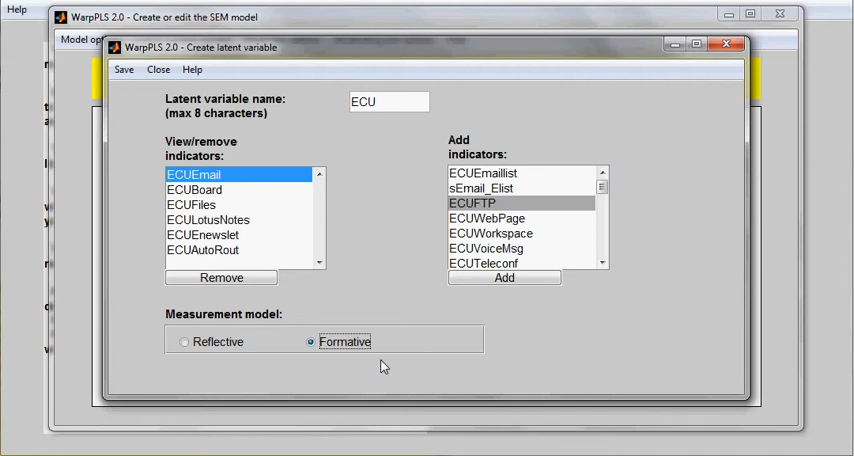 Help
WarpPLS 2.0 - Create or edit the SEM model
Model opt
WarpPLS 2.0 - Create latent variable
Save Close Help
Latent variable name:
(max 8 characters)
ECU
View/remove
indicators:
ECUEmail
ECUBoard
ECUFiles
ECULotusNotes
ECUEnewslet
ECUAutoRout
Remove
Add
indicators:
ECUEmaillist
sEmail_Elist
ECUFTP
ECUWebPage
ECUWorkspace
ECUVoiceMsg
ECUTeleconf
Add
Measurement model:
Reflective Formative